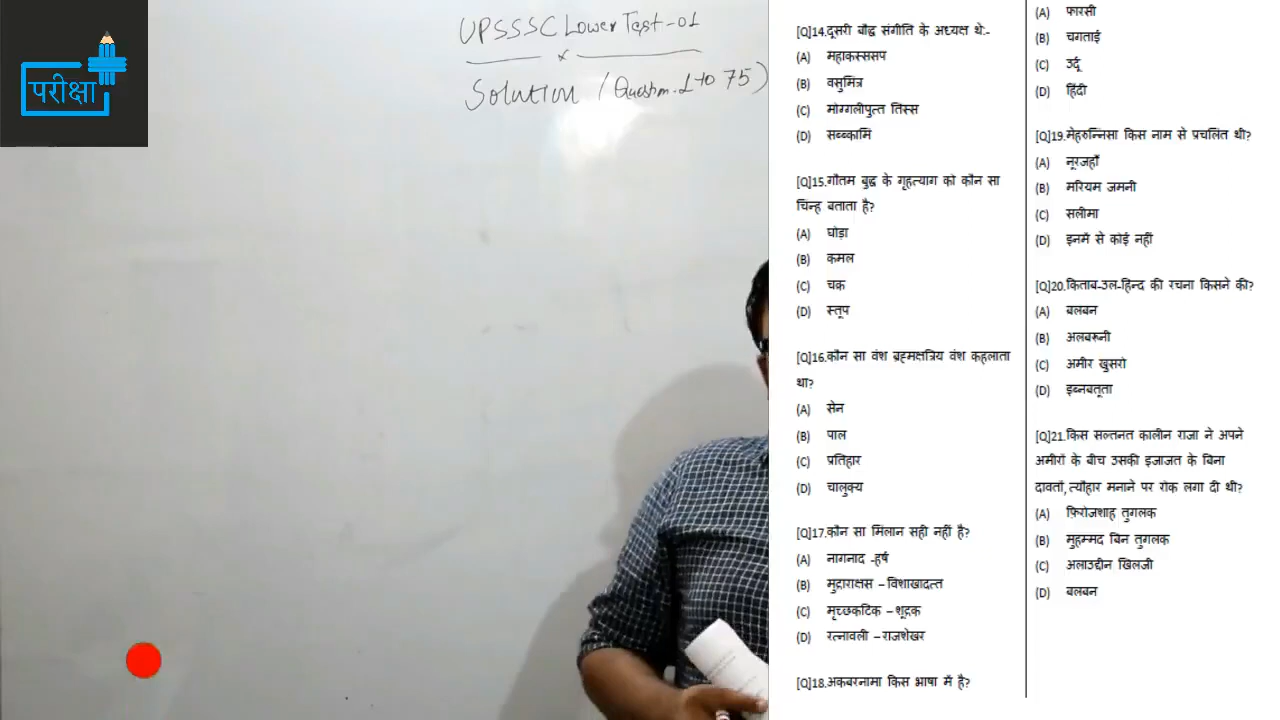 परीक्षा
UPSSSC Lower Test-01
x
Solution (Questn. 1 to 75)
[Q]14.दूसरी बौद्ध संगीति के अध्यक्ष थे:-
(A) महाकस्ससप
(B) वसुमित्र
(C) मोग्गलीपुत्त तिस्स
(D) सब्बकामि
[Q]15.गौतम बुद्ध के गृहत्याग को कौन सा
चिन्ह बताता है?
(A) घोड़ा
(B) कमल
(C) चक्र
(D) स्तूप
[Q]16.कौन सा वंश ब्रह्मक्षत्रिय वंश कहलाता
था?
(A) सेन
(B) पाल
(C) प्रतिहार
(D) चालुक्य
[Q]17.कौन सा मिलान सही नहीं है?
(A) नागनाद -हर्ष
(B) मुद्राराक्षस – विशाखादत्त
(C) मृच्छकटिक – शूद्रक
(D) रत्नावली – राजशेखर
[Q]18.अकबरनामा किस भाषा में है?
(A) फारसी
(B) चगताई
(C) उर्दू
(D) हिंदी
[Q]19.मेहरुन्निसा किस नाम से प्रचलित थी?
(A) नूरजहाँ
(B) मरियम जमनी
(C) सलीमा
(D) इनमें से कोई नहीं
[Q]20.किताब-उल-हिन्द की रचना किसने की?
(A) बलबन
(B) अलबरूनी
(C) अमीर खुसरो
(D) इब्नबतूता
[Q]21.किस सल्तनत कालीन राजा ने अपने
अमीरों के बीच उसकी इजाजत के बिना
दावतों, त्यौहार मनाने पर रोक लगा दी थी?
(A) फ़िरोजशाह तुगलक
(B) मुहम्मद बिन तुगलक
(C) अलाउद्दीन खिलजी
(D) बलबन